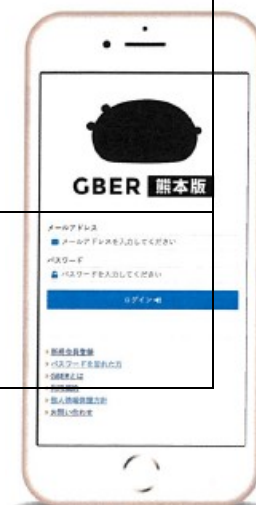 GBER 熊本版
メールアドレス
メールアドレスを入力してください
パスワード
パスワードを入力してください
ログイン
新規会員登録
パスワードを忘れた方
GBERとは
個人情報保護方針
お問い合わせ